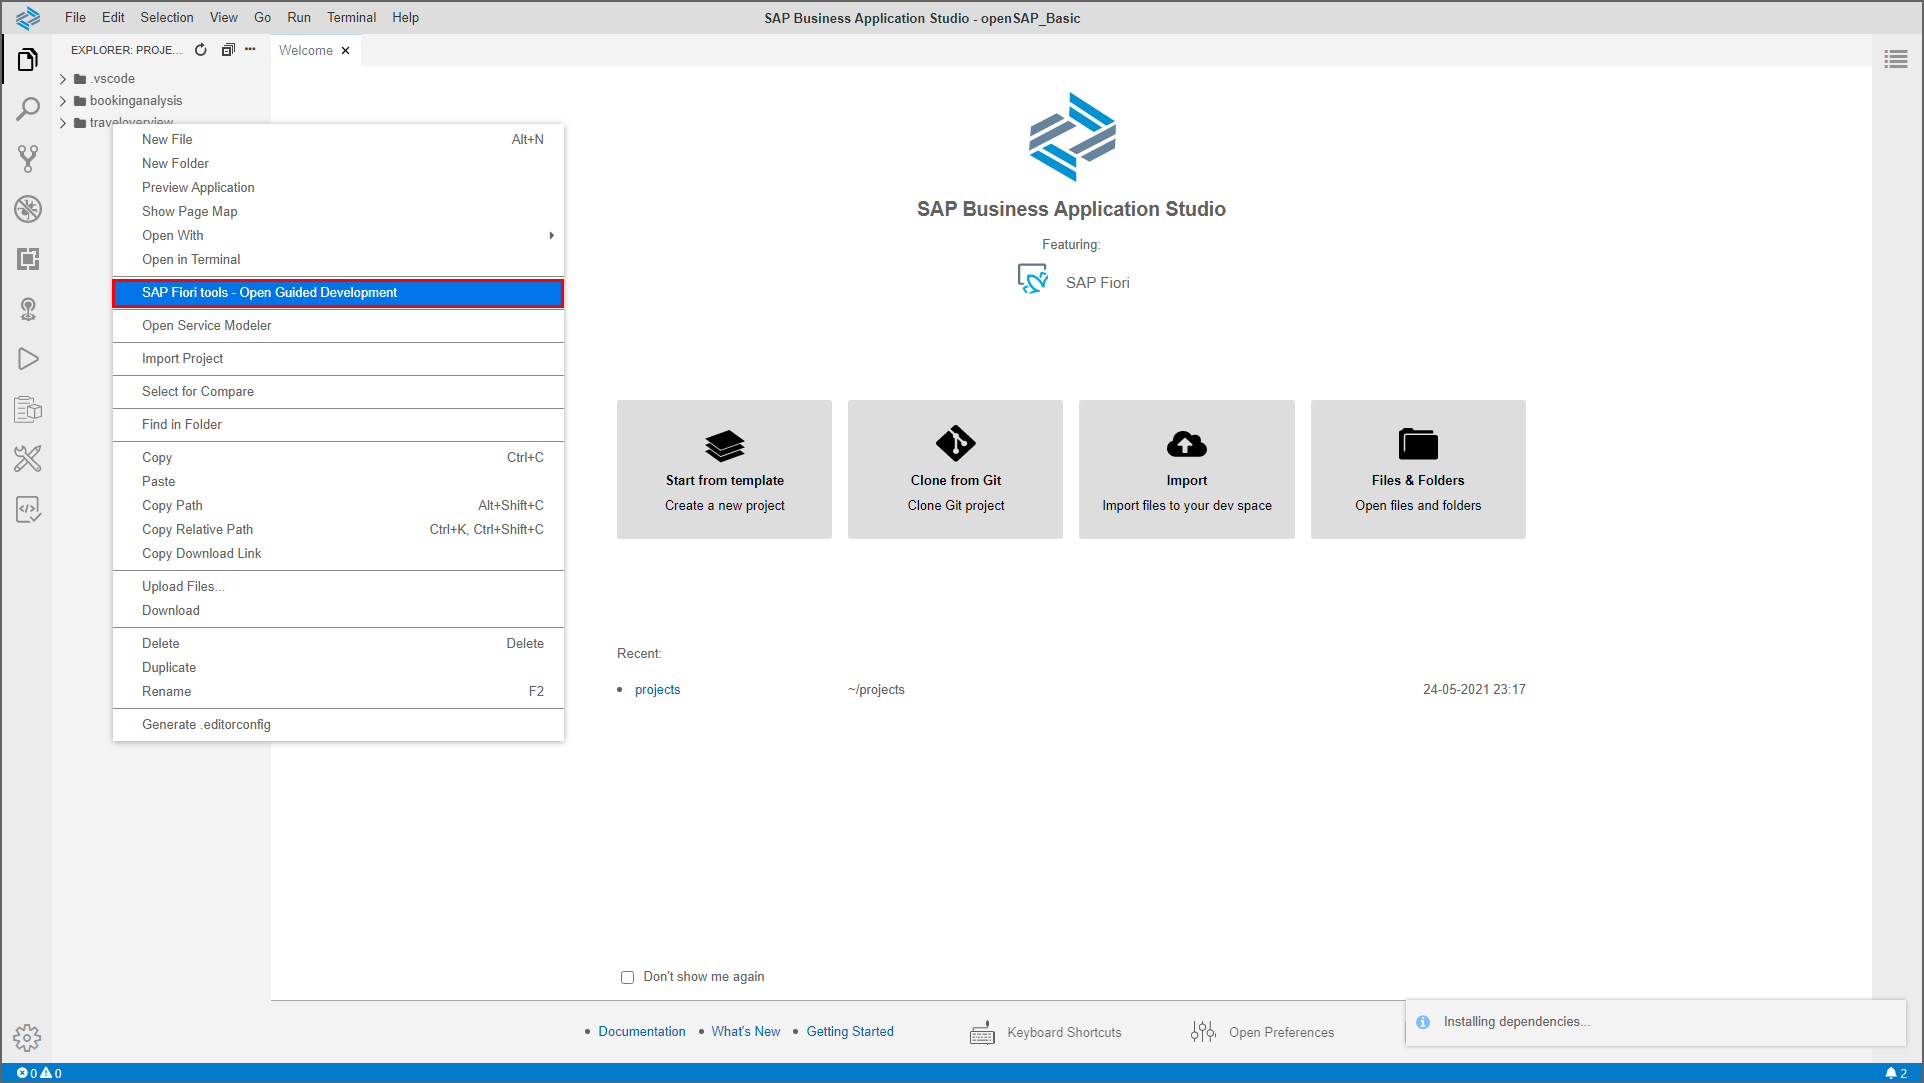 File Edit Selection View Go Run Terminal Help
SAP Business Application Studio - openSAP_Basic
EXPLORER: PROJE...
Welcome
.vscode
bookinganalysis
traveloverview
New File Alt+N
New Folder
Preview Application
Show Page Map
Open With
Open in Terminal
SAP Fiori tools - Open Guided Development
Open Service Modeler
Import Project
Select for Compare
Find in Folder
Copy Ctrl+C
Paste
Copy Path Alt+Shift+C
Copy Relative Path Ctrl+K, Ctrl+Shift+C
Copy Download Link
Upload Files...
Download
Delete Delete
Duplicate
Rename F2
Generate .editorconfig
SAP Business Application Studio
Featuring:
SAP Fiori
Start from template
Create a new project
Clone from Git
Clone Git project
Import
Import files to your dev space
Files & Folders
Open files and folders
Recent:
projects ~/projects 24-05-2021 23:17
Don't show me again
Documentation What's New Getting Started
Keyboard Shortcuts
Open Preferences
Installing dependencies...
0 0
2